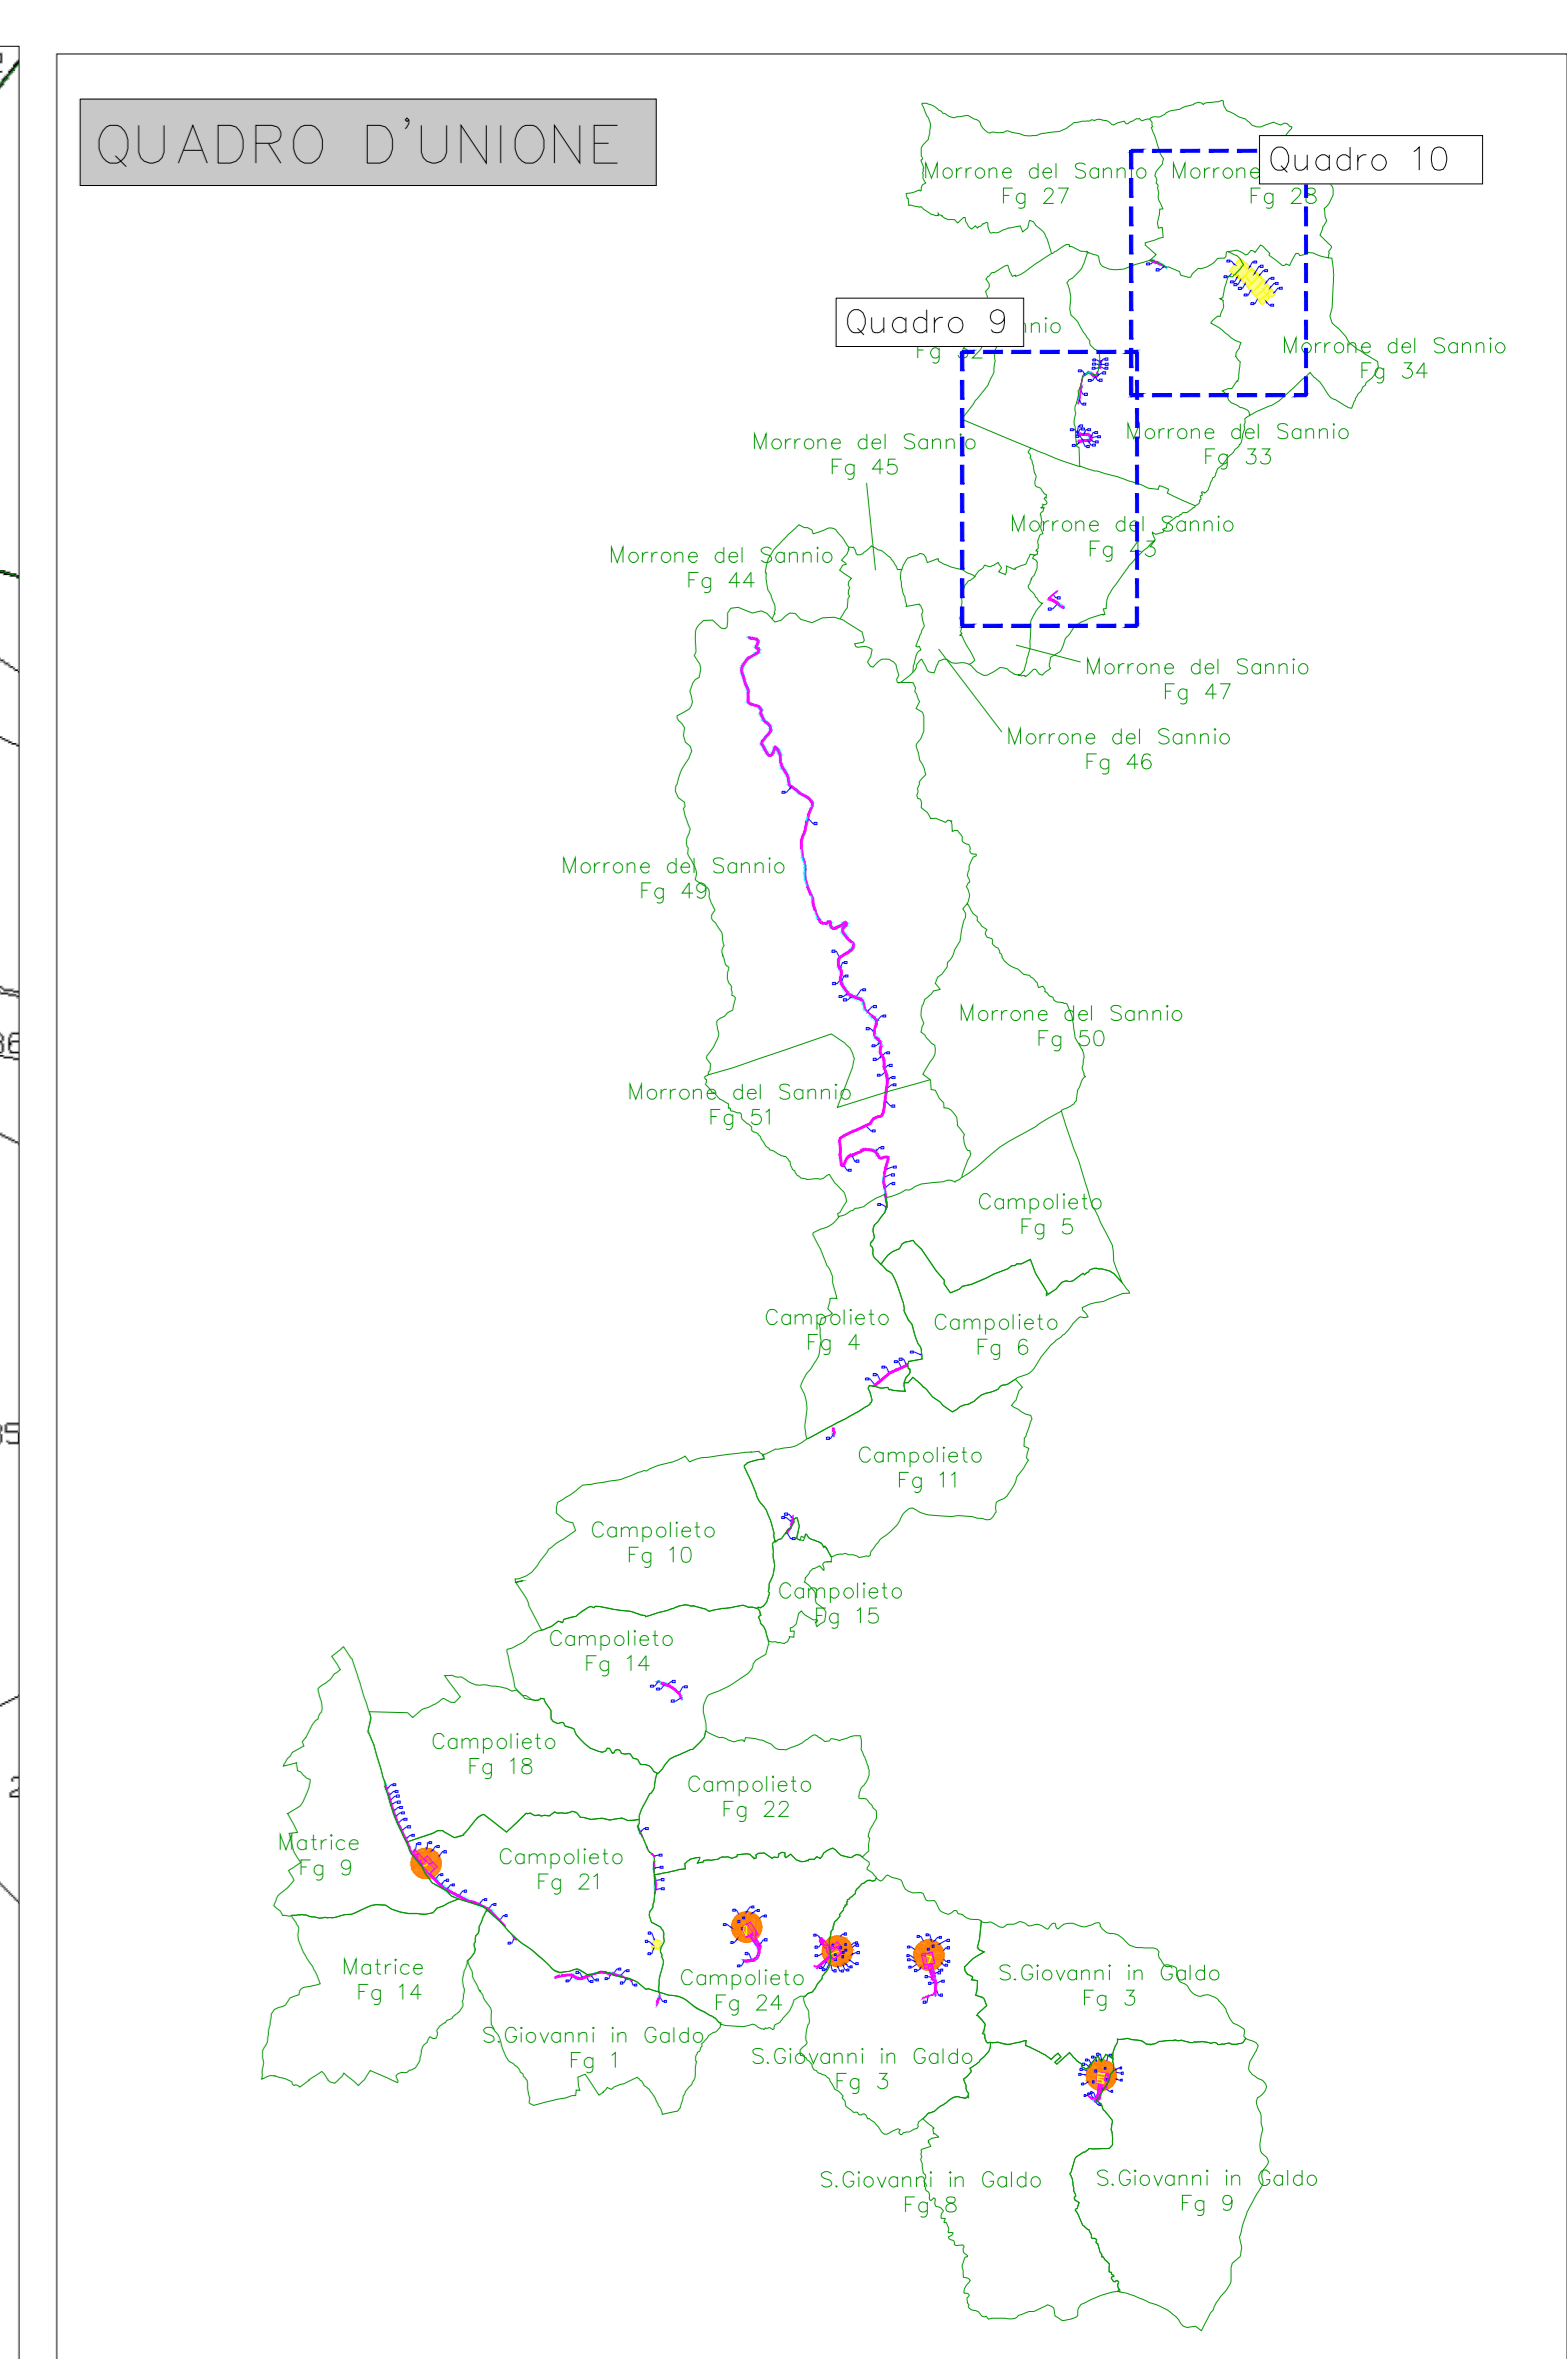 QUADRO D'UNIONE
Quadro 10
Morrone del Sannio
Fg 27
Morrone
Fg 28
Quadro 9
Fg 32
Morrone del Sannio
Fg 34
Morrone del Sannio
Fg 33
Morrone del Sannio
Fg 45
Morrone del Sannio
Fg 43
Morrone del Sannio
Fg 44
Morrone del Sannio
Fg 47
Morrone del Sannio
Fg 46
Morrone del Sannio
Fg 49
Morrone del Sannio
Fg 50
Morrone del Sannio
Fg 51
Campolieto
Fg 5
Campolieto
Fg 4
Campolieto
Fg 6
Campolieto
Fg 11
Campolieto
Fg 10
Campolieto
Fg 15
Campolieto
Fg 14
Campolieto
Fg 18
Campolieto
Fg 22
Matrice
Fg 9
Campolieto
Fg 21
Matrice
Fg 14
Campolieto
Fg 24
S.Giovanni in Galdo
Fg 3
S.Giovanni in Galdo
Fg 1
S.Giovanni in Galdo
Fg 3
S.Giovanni in Galdo
Fg 8
S.Giovanni in Galdo
Fg 9